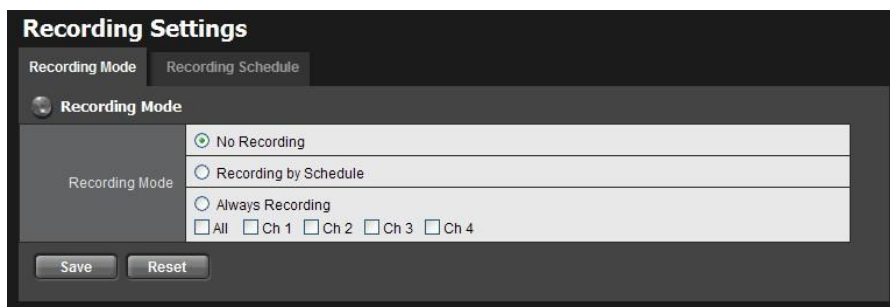 Recording Settings
Recording Mode Recording Schedule
Recording Mode
Recording Mode
No Recording
Recording by Schedule
Always Recording
All Ch 1 Ch 2 Ch 3 Ch 4
Save Reset